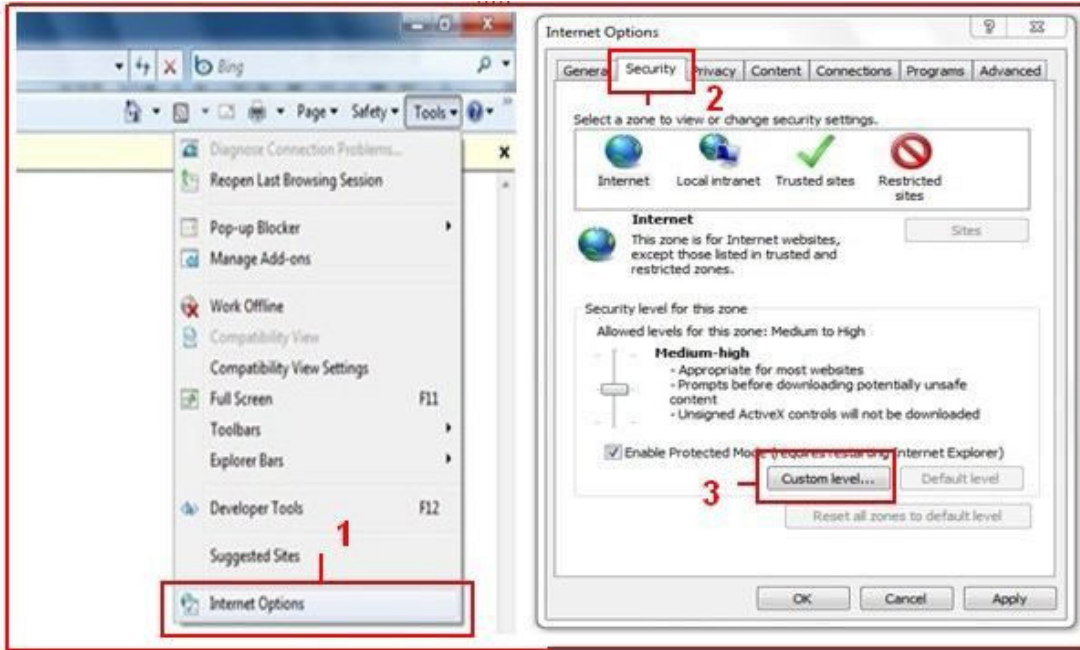 Bing
Page Safety Tools
Diagnose Connection Problems...
Reopen Last Browsing Session
Pop-up Blocker
Manage Add-ons
Work Offline
Compatibility View
Compatibility View Settings
Full Screen F11
Toolbars
Explorer Bars
Developer Tools F12
1
Suggested Sites
Internet Options
Internet Options
General Security Privacy Content Connections Programs Advanced
2
Select a zone to view or change security settings.
Internet Local intranet Trusted sites Restricted
sites
Internet
Sites
This zone is for Internet websites,
except those listed in trusted and
restricted zones.
Security level for this zone
Allowed levels for this zone: Medium to High
Medium-high
- Appropriate for most websites
- Prompts before downloading potentially unsafe
content
- Unsigned ActiveX controls will not be downloaded
Enable Protected Mode (requires restarting Internet Explorer)
3
Custom level... Default level
Reset all zones to default level
OK Cancel Apply